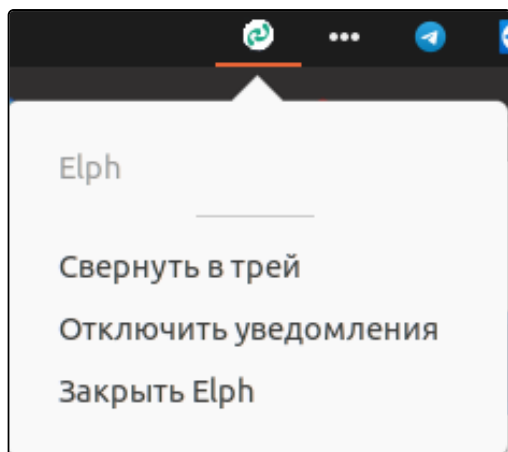 Elph
Свернуть в трей
Отключить уведомления
Закрыть Elph